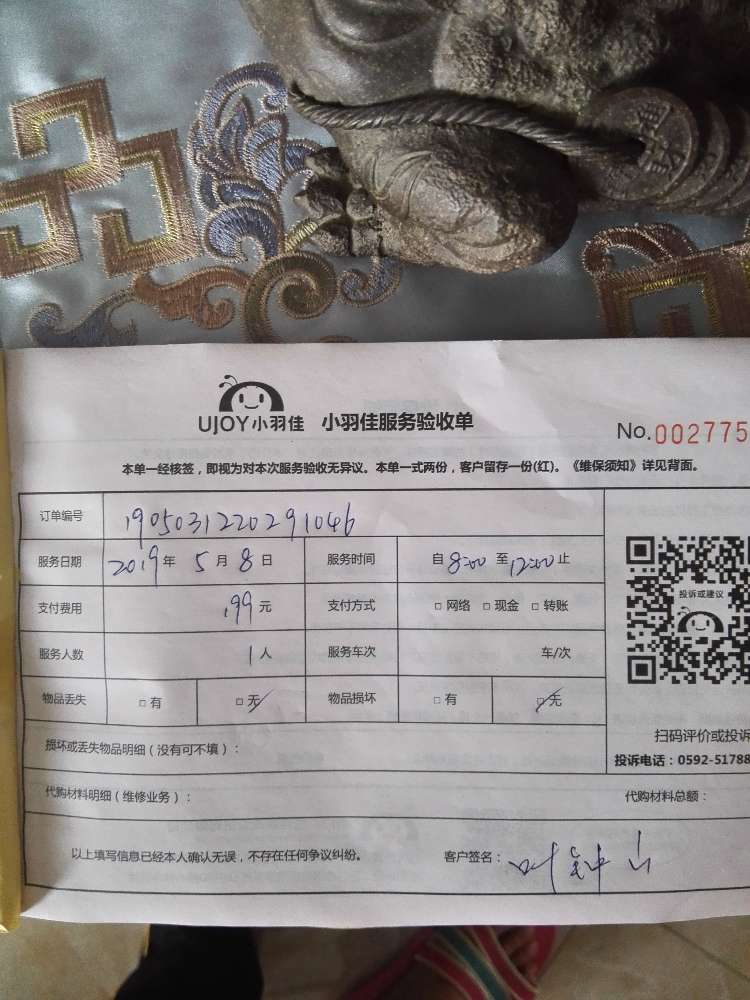 UJOY小羽佳 小羽佳服务验收单
No.002775
本单一经核签，即视为对本次服务验收无异议。本单一式两份，客户留存一份(红)。《维保须知》详见背面。
订单编号 1905031220291046
服务日期 2019年 5月8日 服务时间 自8:00至12:00止
支付费用 199元 支付方式 □网络 □现金 □转账
服务人数 1人 服务车次 车/次
物品丢失 □有 □无 物品损坏 □有 □无
投诉或建议
扫码评价或投诉
投诉电话：0592-51788
损坏或丢失物品明细（没有可不填）：
代购材料明细（维修业务）： 代购材料总额：
以上填写信息已经本人确认无误，不存在任何争议纠纷。 客户签名：叶钟山